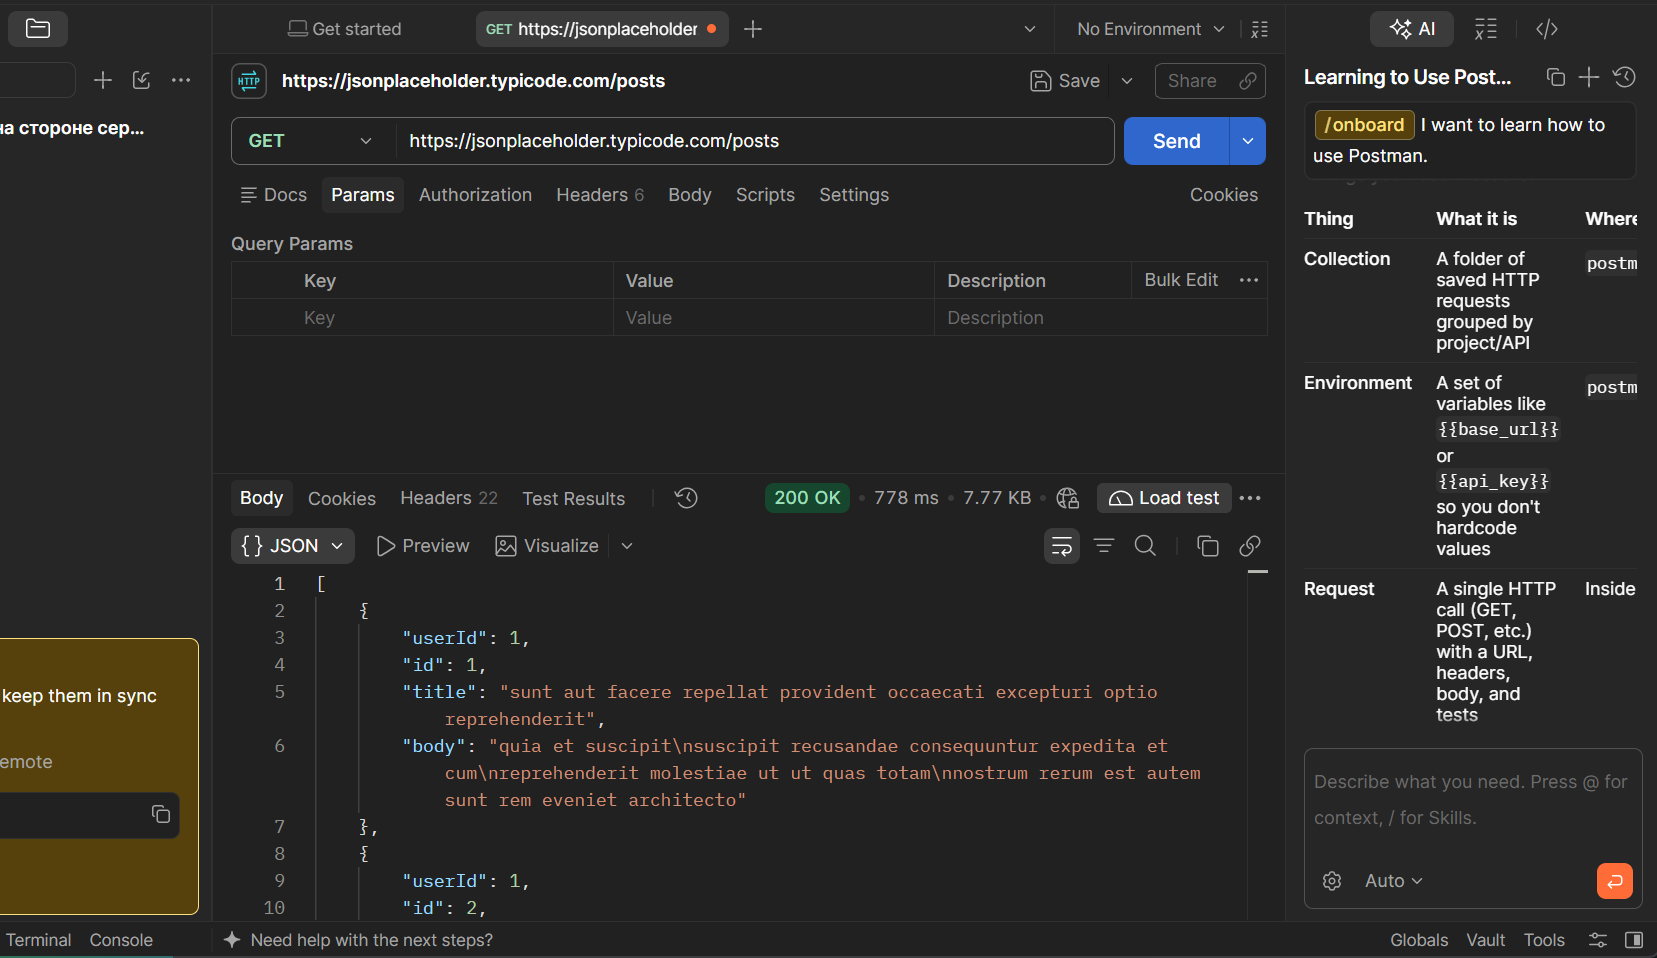 Get started
GET https://jsonplaceholder
No Environment
AI
https://jsonplaceholder.typicode.com/posts
Save
Share
Learning to Use Post...
на стороне сер...
GET
https://jsonplaceholder.typicode.com/posts
Send
/onboard I want to learn how to
use Postman.
Docs
Params
Authorization
Headers 6
Body
Scripts
Settings
Cookies
Query Params
Key
Value
Description
Bulk Edit
Key
Value
Description
Thing
What it is
Where
Collection
A folder of
saved HTTP
requests
grouped by
project/API
postm
Environment
A set of
variables like
{{base_url}}
or
{{api_key}}
so you don't
hardcode
values
postm
Request
A single HTTP
call (GET,
POST, etc.)
with a URL,
headers,
body, and
tests
Inside
Body
Cookies
Headers 22
Test Results
200 OK
778 ms
7.77 KB
Load test
{} JSON
Preview
Visualize
1 [
2 {
3 "userId": 1,
4 "id": 1,
5 "title": "sunt aut facere repellat provident occaecati excepturi optio
reprehenderit",
6 "body": "quia et suscipit\nsuscipit recusandae consequuntur expedita et
cum\nreprehenderit molestiae ut ut quas totam\nnostrum rerum est autem
sunt rem eveniet architecto"
7 },
8 {
9 "userId": 1,
10 "id": 2,
keep them in sync
emote
Describe what you need. Press @ for
context, / for Skills.
Auto
Terminal
Console
Need help with the next steps?
Globals
Vault
Tools